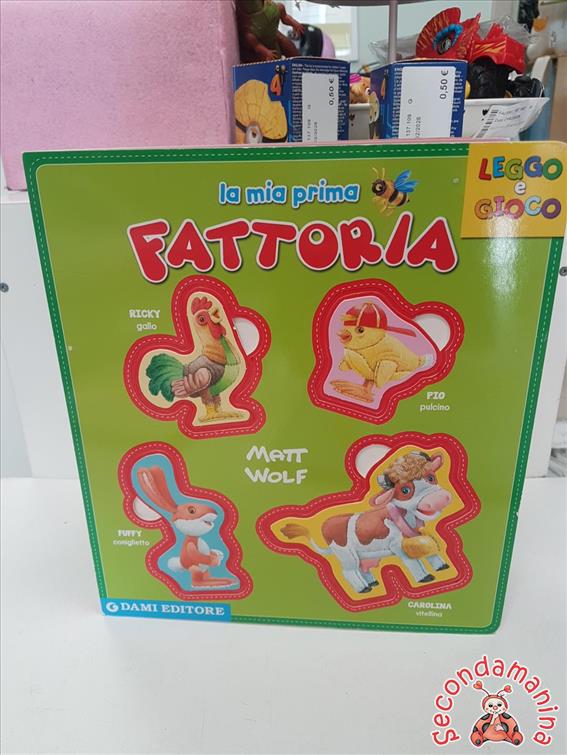 0,50 €
0,50 €
LEGGO
e
GIOCO
la mia prima
FATTORIA
RICKY
gallo
PIO
pulcino
MATT
WOLF
FUFFY
coniglietto
CAROLINA
vitellina
DAMI EDITORE
Secondamanina